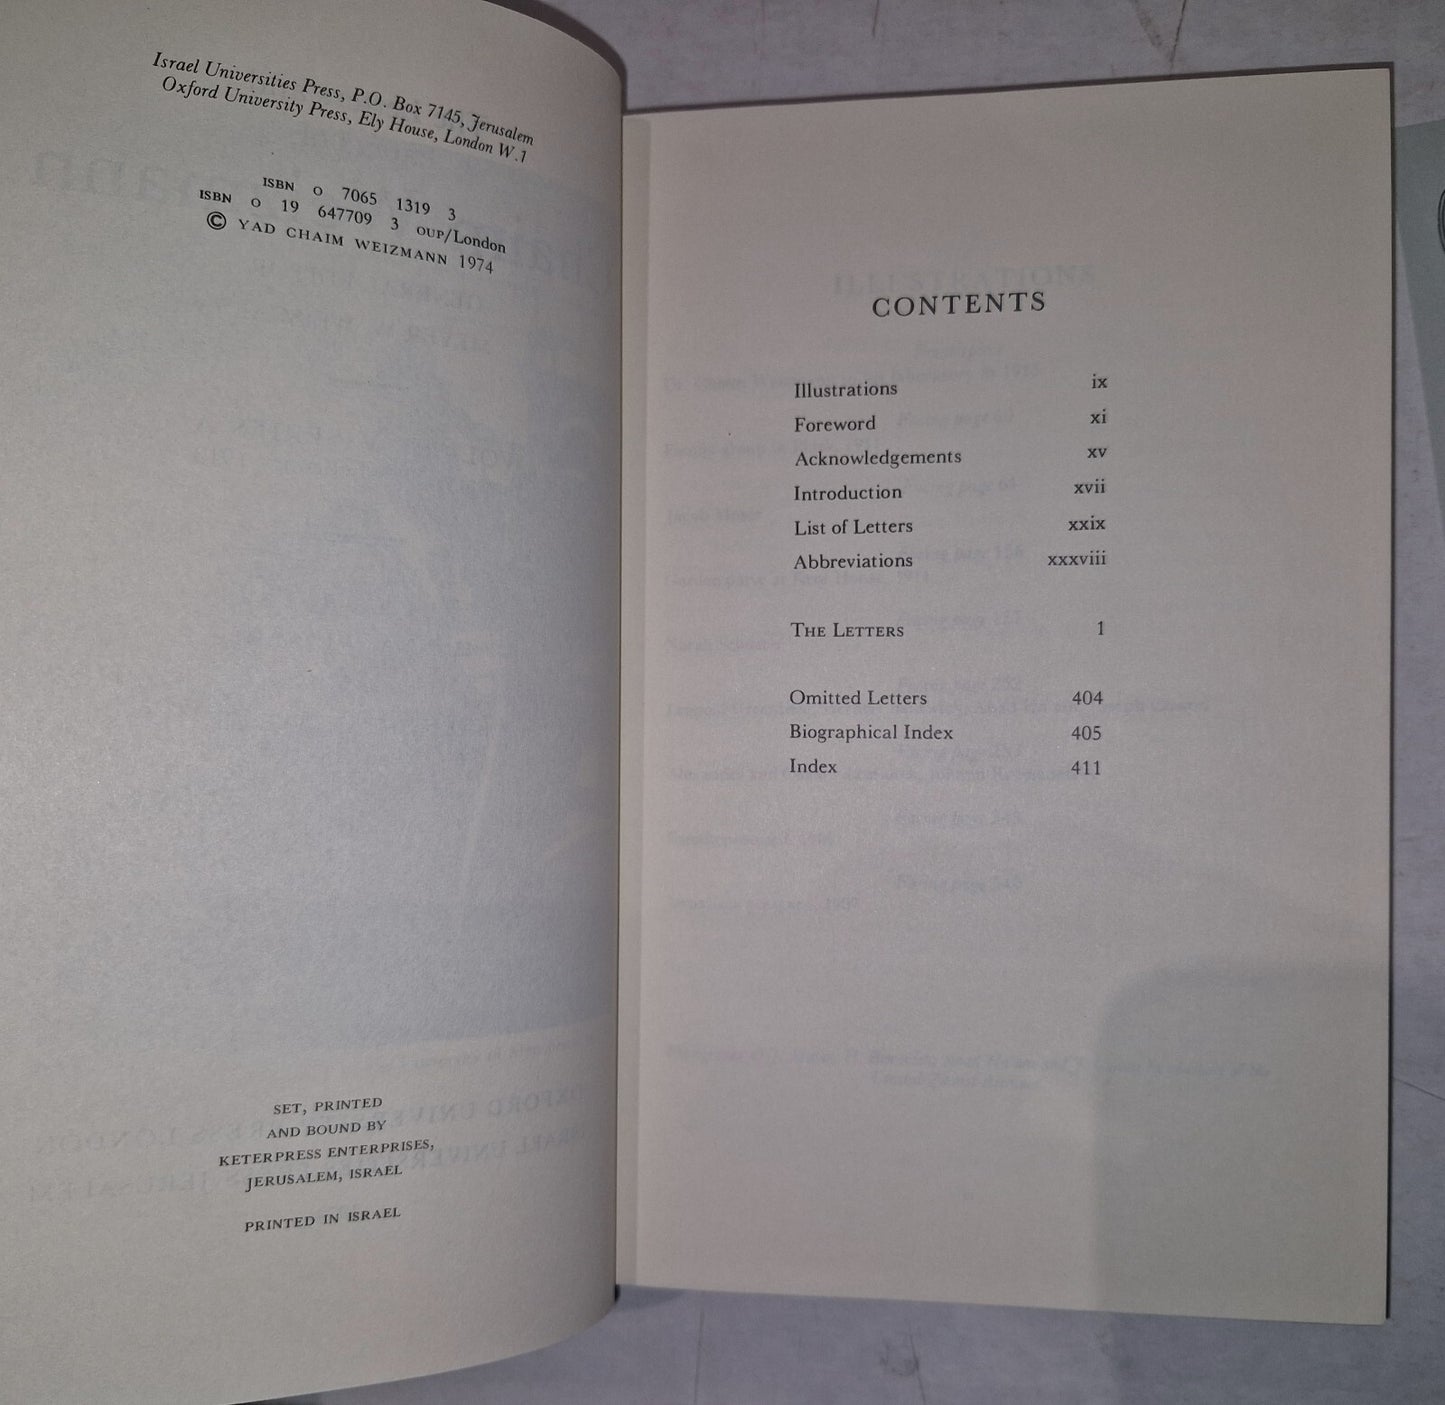 Israel Universities Press, P.O. Box 7145, Jerusalem
Oxford University Press, Ely House, London W.1
ISBN 0 7065 1319 3
ISBN 0 19 647709 3 OUP/London
© YAD CHAIM WEIZMANN 1974
SET, PRINTED
AND BOUND BY
KETERPRESS ENTERPRISES,
JERUSALEM, ISRAEL
PRINTED IN ISRAEL
CONTENTS
Illustrations ix
Foreword xi
Acknowledgements xv
Introduction xvii
List of Letters xxix
Abbreviations xxxviii
THE LETTERS 1
Omitted Letters 404
Biographical Index 405
Index 411